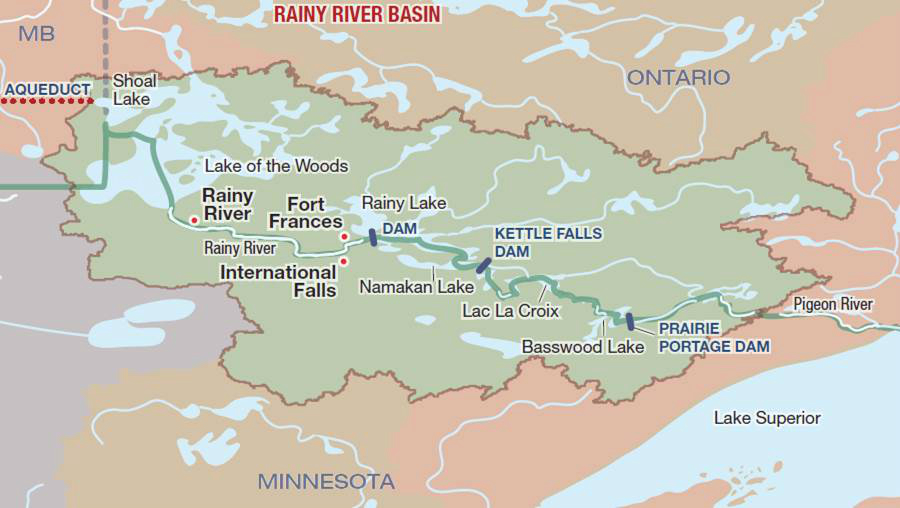 RAINY RIVER BASIN
MB
ONTARIO
AQUEDUCT
Shoal
Lake
Lake of the Woods
Rainy
River
Fort
Frances
Rainy Lake
DAM
KETTLE FALLS
DAM
Rainy River
International
Falls
Namakan Lake
Lac La Croix
Pigeon River
Basswood Lake
PRAIRIE
PORTAGE DAM
Lake Superior
MINNESOTA